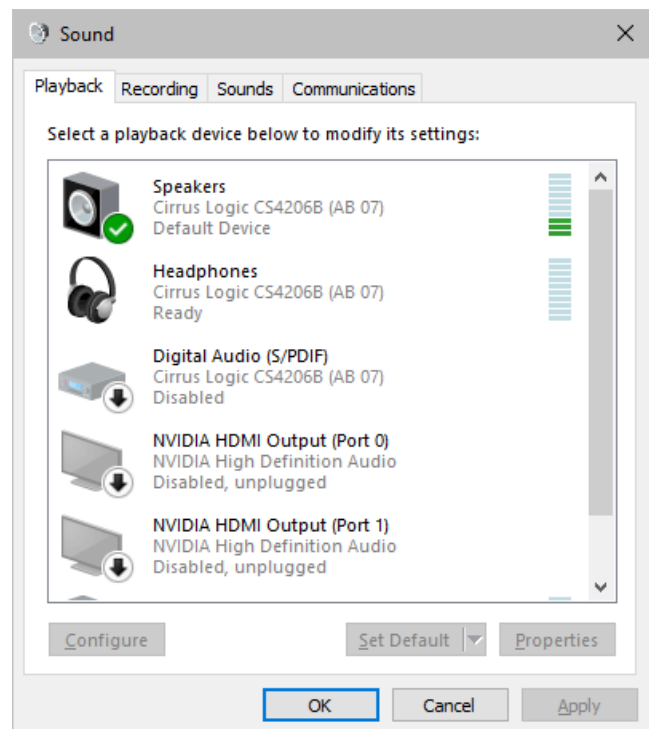 Sound
Playback Recording Sounds Communications
Select a playback device below to modify its settings:
Speakers
Cirrus Logic CS4206B (AB 07)
Default Device
Headphones
Cirrus Logic CS4206B (AB 07)
Ready
Digital Audio (S/PDIF)
Cirrus Logic CS4206B (AB 07)
Disabled
NVIDIA HDMI Output (Port 0)
NVIDIA High Definition Audio
Disabled, unplugged
NVIDIA HDMI Output (Port 1)
NVIDIA High Definition Audio
Disabled, unplugged
Configure Set Default Properties
OK Cancel Apply